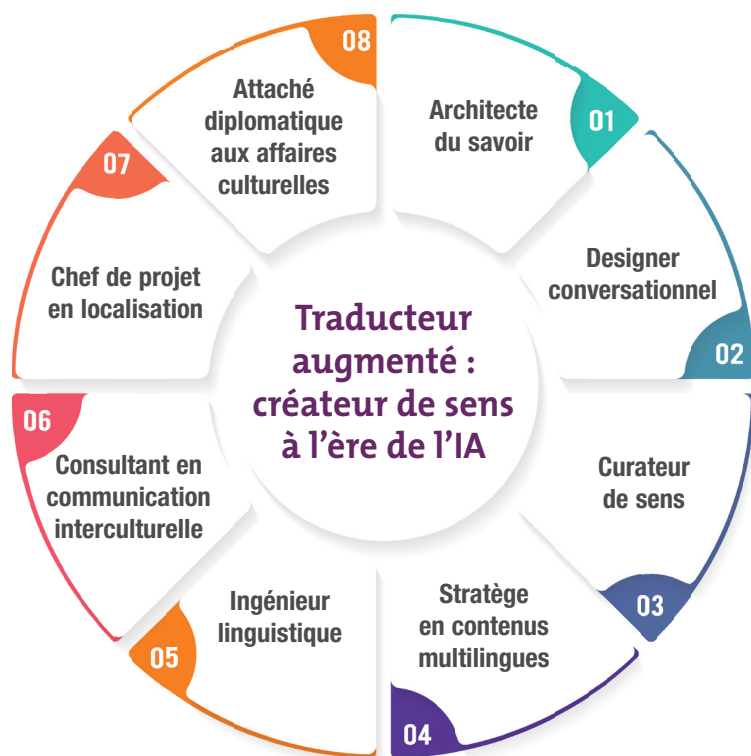 Traducteur
augmenté :
créateur de sens
à l'ère de l'IA
01
Architecte
du savoir
02
Designer
conversationnel
03
Curateur
de sens
04
Stratège
en contenus
multilingues
05
Ingénieur
linguistique
06
Consultant en
communication
interculturelle
07
Chef de projet
en localisation
08
Attaché
diplomatique
aux affaires
culturelles